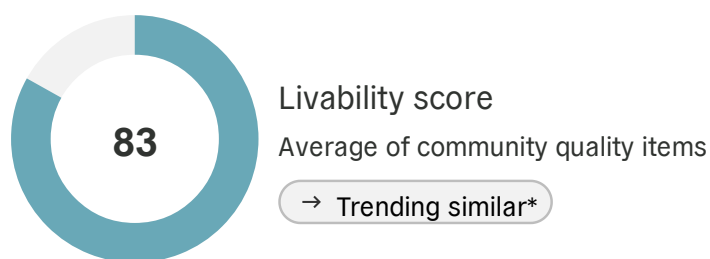 83
Livability score
Average of community quality items
→ Trending similar*